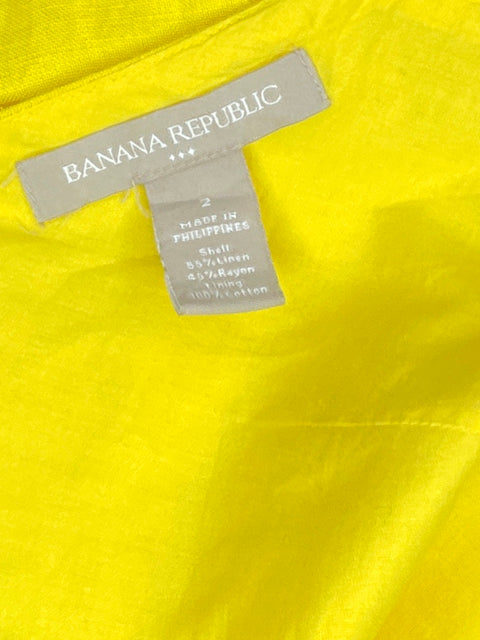 BANANA REPUBLIC
2
MADE IN
PHILIPPINES
Shell
55%Linen
45%Rayon
Lining
100%Cotton